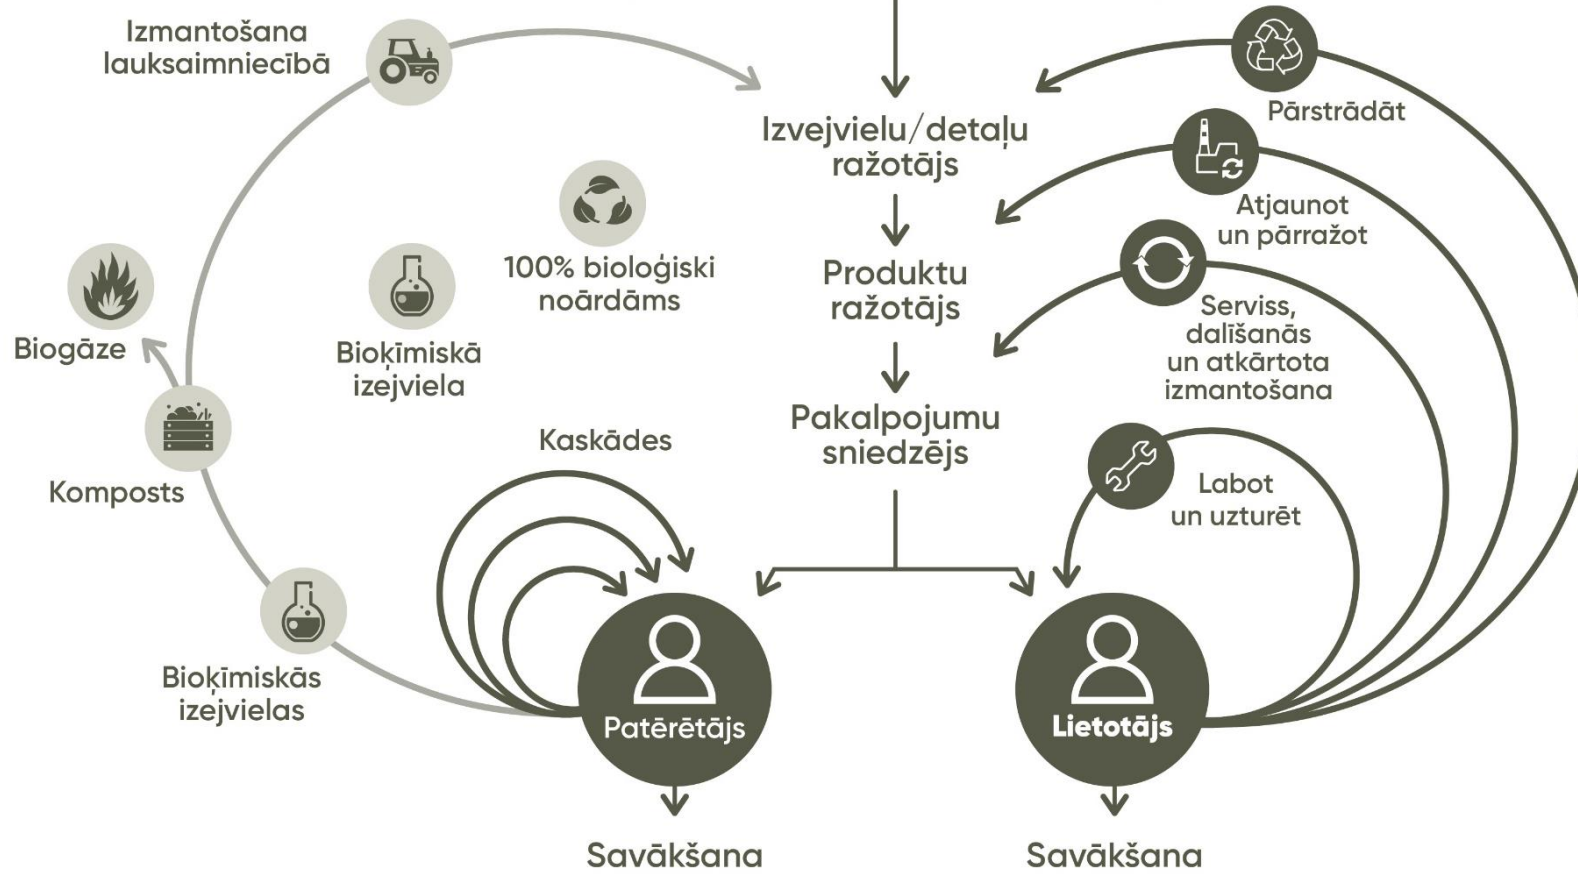 Izmantošana
lauksaimniecībā
Pārstrādāt
Izvejvielu/detaļu
ražotājs
Atjaunot
un pārražot
100% bioloģiski
noārdāms
Produktu
ražotājs
Biogāze
Bioķīmiskā
izejviela
Serviss,
dalīšanās
un atkārtota
izmantošana
Pakalpojumu
sniedzējs
Kaskādes
Komposts
Labot
un uzturēt
Bioķīmiskās
izejvielas
Patērētājs
Lietotājs
Savākšana
Savākšana